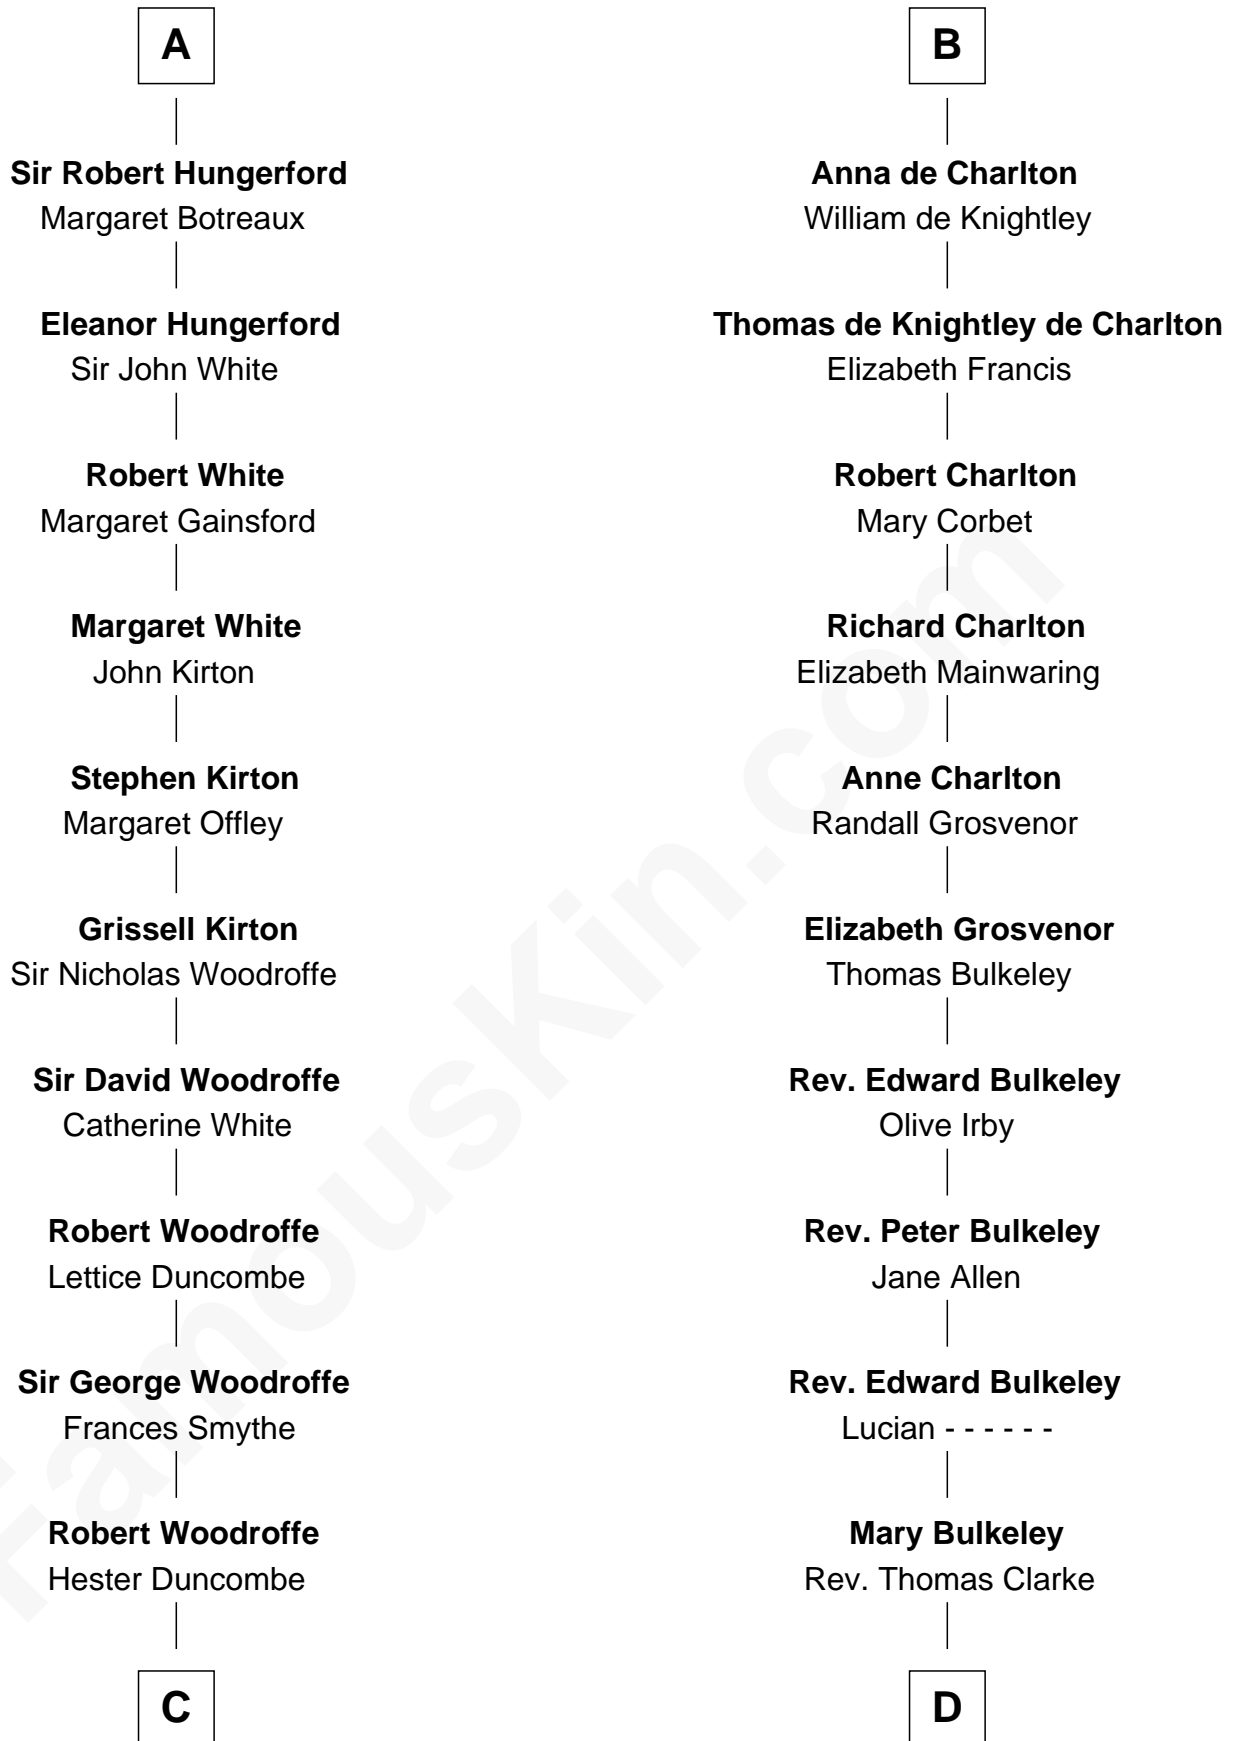 A
Sir Robert Hungerford
Margaret Botreaux
Eleanor Hungerford
Sir John White
Robert White
Margaret Gainsford
Margaret White
John Kirton
Stephen Kirton
Margaret Offley
Grissell Kirton
Sir Nicholas Woodroffe
Sir David Woodroffe
Catherine White
Robert Woodroffe
Lettice Duncombe
Sir George Woodroffe
Frances Smythe
Robert Woodroffe
Hester Duncombe
C
B
Anna de Charlton
William de Knightley
Thomas de Knightley de Charlton
Elizabeth Francis
Robert Charlton
Mary Corbet
Richard Charlton
Elizabeth Mainwaring
Anne Charlton
Randall Grosvenor
Elizabeth Grosvenor
Thomas Bulkeley
Rev. Edward Bulkeley
Olive Irby
Rev. Peter Bulkeley
Jane Allen
Rev. Edward Bulkeley
Lucian - - - - - -
Mary Bulkeley
Rev. Thomas Clarke
D
FamousKin.com